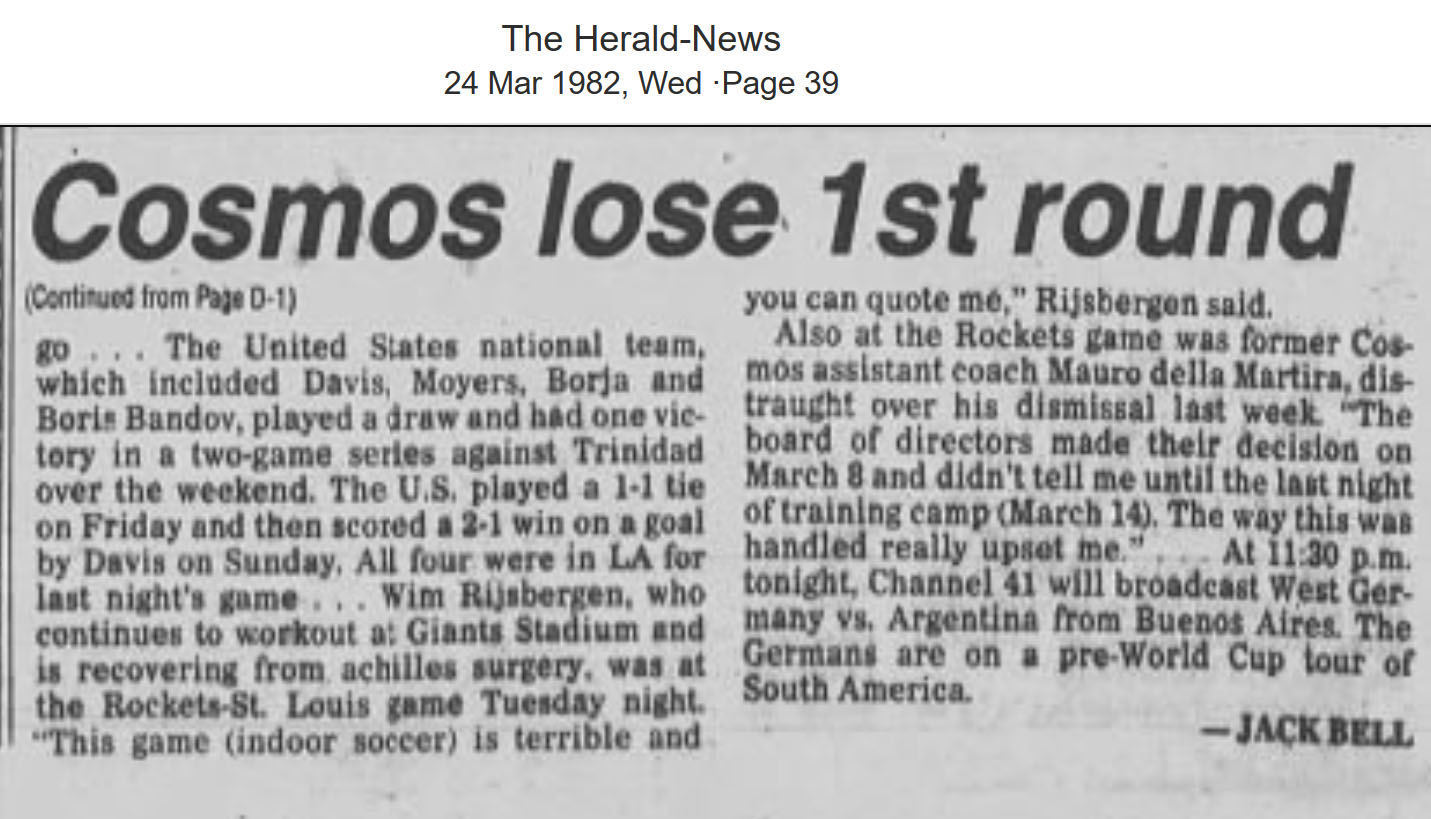 The Herald-News
24 Mar 1982, Wed ·Page 39
Cosmos lose 1st round
(Continued from Page D-1)
go . . . The United States national team,
which included Davis, Moyers, Borja and
Boris Bandov, played a draw and had one vic-
tory in a two-game series against Trinidad
over the weekend. The U.S. played a 1-1 tie
on Friday and then scored a 2-1 win on a goal
by Davis on Sunday. All four were in LA for
last night's game . . . Wim Rijsbergen, who
continues to workout at Giants Stadium and
is recovering from achilles surgery, was at
the Rockets-St. Louis game Tuesday night.
"This game (indoor soccer) is terrible and
you can quote me," Rijsbergen said.
Also at the Rockets game was former Cos-
mos assistant coach Mauro della Martira, dis-
traught over his dismissal last week. "The
board of directors made their decision on
March 8 and didn't tell me until the last night
of training camp (March 14). The way this was
handled really upset me." . . . At 11:30 p.m.
tonight, Channel 41 will broadcast West Ger-
many vs. Argentina from Buenos Aires. The
Germans are on a pre-World Cup tour of
South America.
—JACK BELL